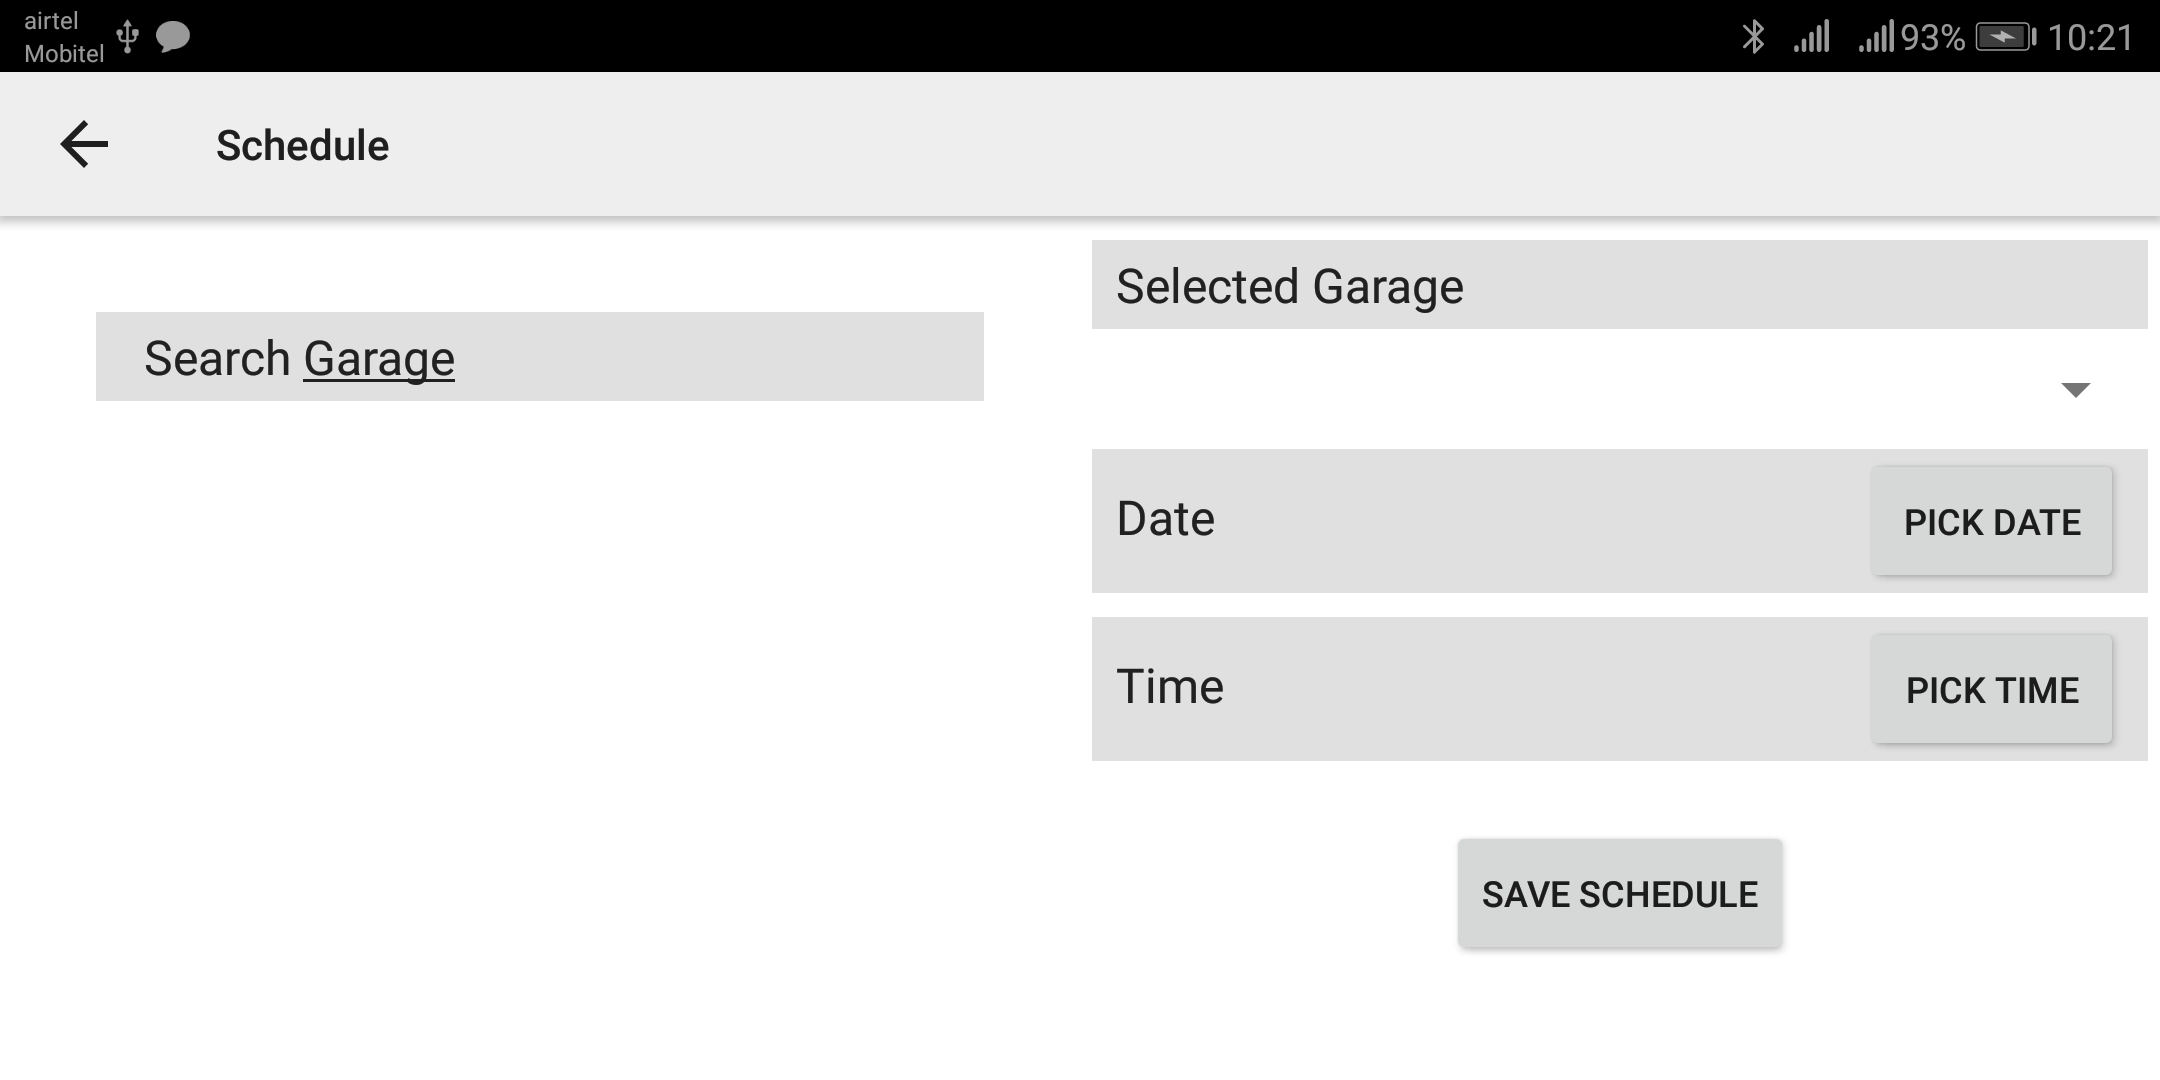 airtel
Mobitel
93% 10:21
Schedule
Search Garage
Selected Garage
Date
PICK DATE
Time
PICK TIME
SAVE SCHEDULE